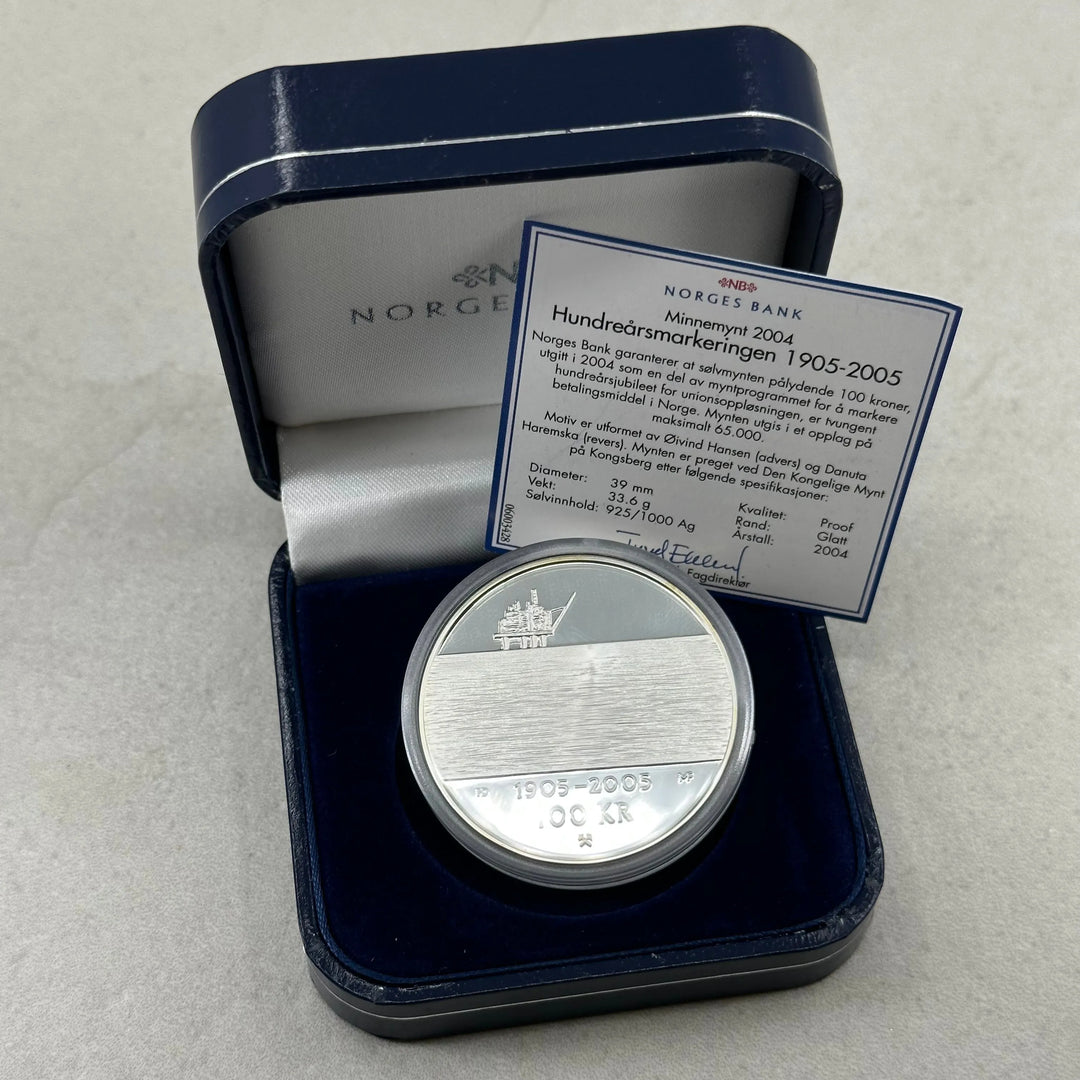 NB
NORGE
NB
NORGES BANK
Minnemynt 2004
Hundreårsmarkeringen 1905-2005
Norges Bank garanterer at sølvmynten pålydende 100 kroner,
utgitt i 2004 som en del av myntprogrammet for å markere
hundreårsjubileet for unionsoppløsningen, er tvungent
betalingsmiddel i Norge. Mynten utgis i et opplag på
maksimalt 65.000.
Motiv er utformet av Øivind Hansen (advers) og Danuta
Haremska (revers). Mynten er preget ved Den Kongelige Mynt
på Kongsberg etter følgende spesifikasjoner:
Diameter: 39 mm Kvalitet: Proof
Vekt: 33.6 g Rand: Glatt
Sølvinnhold: 925/1000 Ag Årstall: 2004
Fagdirektør
06003428
1905-2005
100 KR